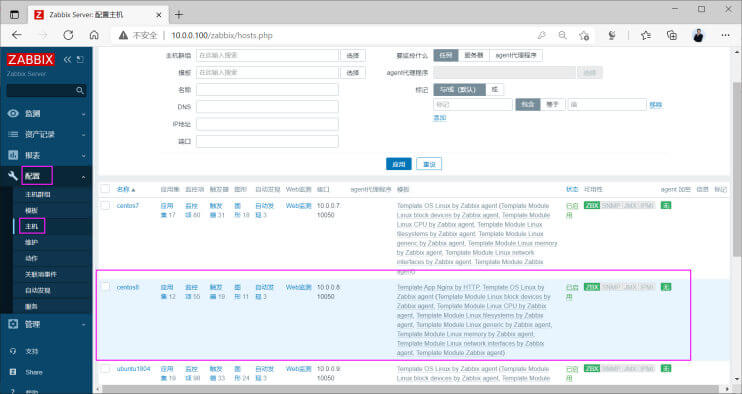 Zabbix Server: 配置主机
不安全 | 10.0.0.100/zabbix/hosts.php
ZABBIX
Zabbix Server
监测
资产记录
报表
配置
主机群组
模板
主机
维护
动作
关联项事件
自动发现
服务
管理
支持
Share
帮助
主机群组 在此输入搜索 选择
模板 在此输入搜索 选择
名称
DNS
IP地址
端口
要监控什么 任何 服务器 agent代理程序
agent代理程序 选择
标记 与/或(默认) 或
标记 包含 等于 值 移除
添加
应用 重设
名称 应用集 监控项 触发器 图形 自动发现 Web监测 接口 agent代理程序 模板 状态 可用性 agent 加密 信息 标记
centos7 应用集 17 监控项 60 触发器 31 图形 18 自动发现 3 Web监测 10.0.0.7: 10050
Template OS Linux by Zabbix agent (Template Module
Linux block devices by Zabbix agent, Template Module
Linux CPU by Zabbix agent, Template Module Linux
filesystems by Zabbix agent, Template Module Linux
generic by Zabbix agent, Template Module Linux memory
by Zabbix agent, Template Module Linux network
interfaces by Zabbix agent, Template Module Zabbix
agent)
已启用 ZBX SNMP JMX IPMI 无
centos8 应用集 12 监控项 55 触发器 19 图形 11 自动发现 3 Web监测 10.0.0.8: 10050
Template App Nginx by HTTP, Template OS Linux by
Zabbix agent (Template Module Linux block devices by
Zabbix agent, Template Module Linux CPU by Zabbix
agent, Template Module Linux filesystems by Zabbix
agent, Template Module Linux generic by Zabbix agent,
Template Module Linux memory by Zabbix agent,
Template Module Linux network interfaces by Zabbix
agent, Template Module Zabbix agent)
已启用 ZBX SNMP JMX IPMI 无
ubuntu1804 应用集 19 监控项 98 触发器 33 图形 24 自动发现 3 Web监测 10.0.0.9: 10050
Template OS Linux by Zabbix agent (Template Module
Linux block devices by Zabbix agent, Template Module
已启用 ZBX SNMP JMX IPMI 无